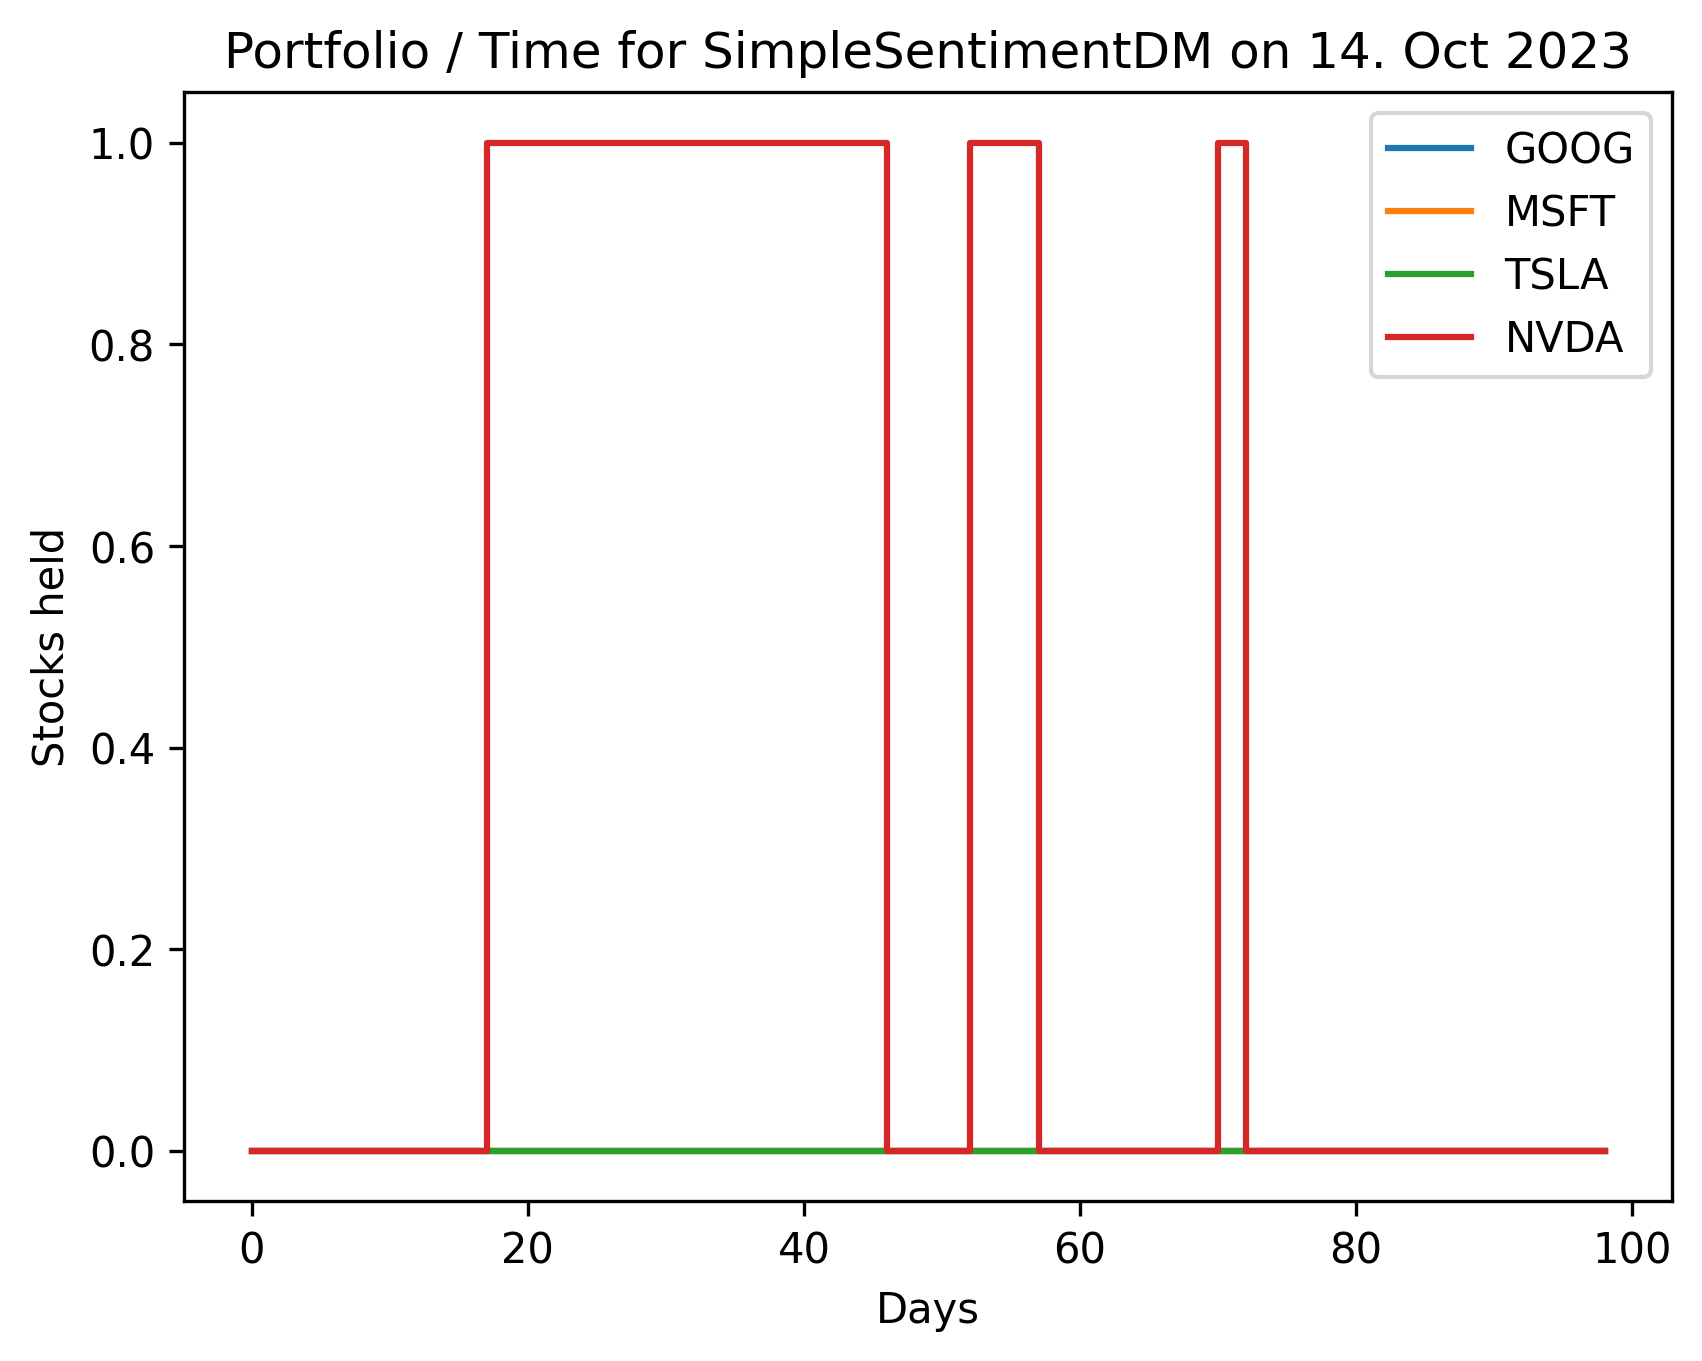 Portfolio / Time for SimpleSentimentDM on 14. Oct 2023
GOOG
MSFT
TSLA
NVDA
Stocks held
1.0
0.8
0.6
0.4
0.2
0.0
0 20 40 60 80 100
Days